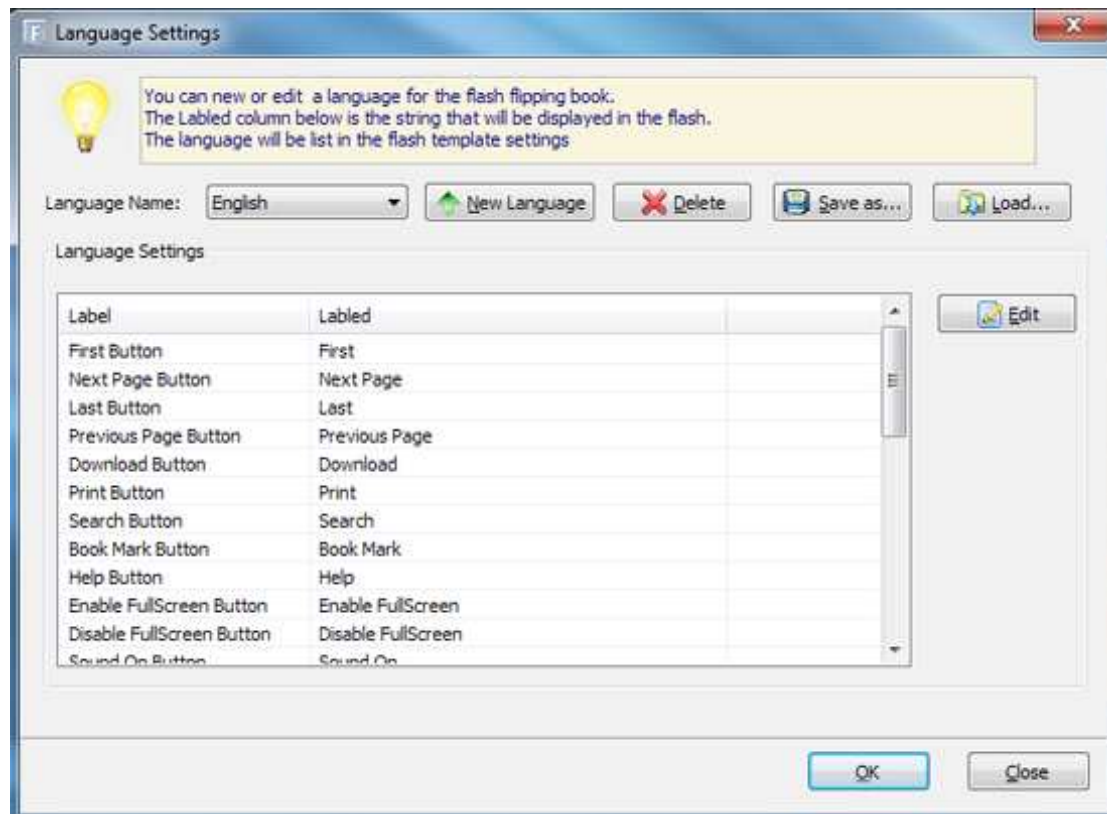 Language Settings
You can new or edit a language for the flash flipping book.
The Labled column below is the string that will be displayed in the flash.
The language will be list in the flash template settings
Language Name: English New Language Delete Save as... Load...
Language Settings
Label Labled Edit
First Button First
Next Page Button Next Page
Last Button Last
Previous Page Button Previous Page
Download Button Download
Print Button Print
Search Button Search
Book Mark Button Book Mark
Help Button Help
Enable FullScreen Button Enable FullScreen
Disable FullScreen Button Disable FullScreen
Sound On Button Sound On
OK Close